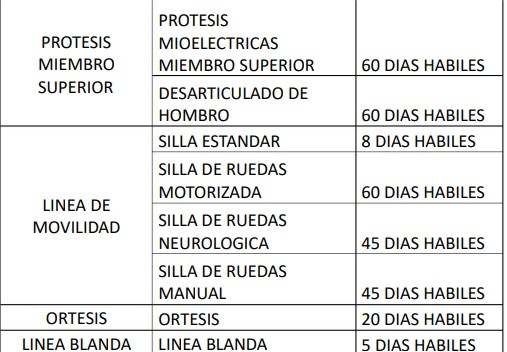 PROTESIS
MIEMBRO
SUPERIOR
PROTESIS
MIOELECTRICAS
MIEMBRO SUPERIOR
60 DIAS HABILES
DESARTICULADO DE
HOMBRO
60 DIAS HABILES
LINEA DE
MOVILIDAD
SILLA ESTANDAR
8 DIAS HABILES
SILLA DE RUEDAS
MOTORIZADA
60 DIAS HABILES
SILLA DE RUEDAS
NEUROLOGICA
45 DIAS HABILES
SILLA DE RUEDAS
MANUAL
45 DIAS HABILES
ORTESIS
ORTESIS
20 DIAS HABILES
LINEA BLANDA
LINEA BLANDA
5 DIAS HABILES